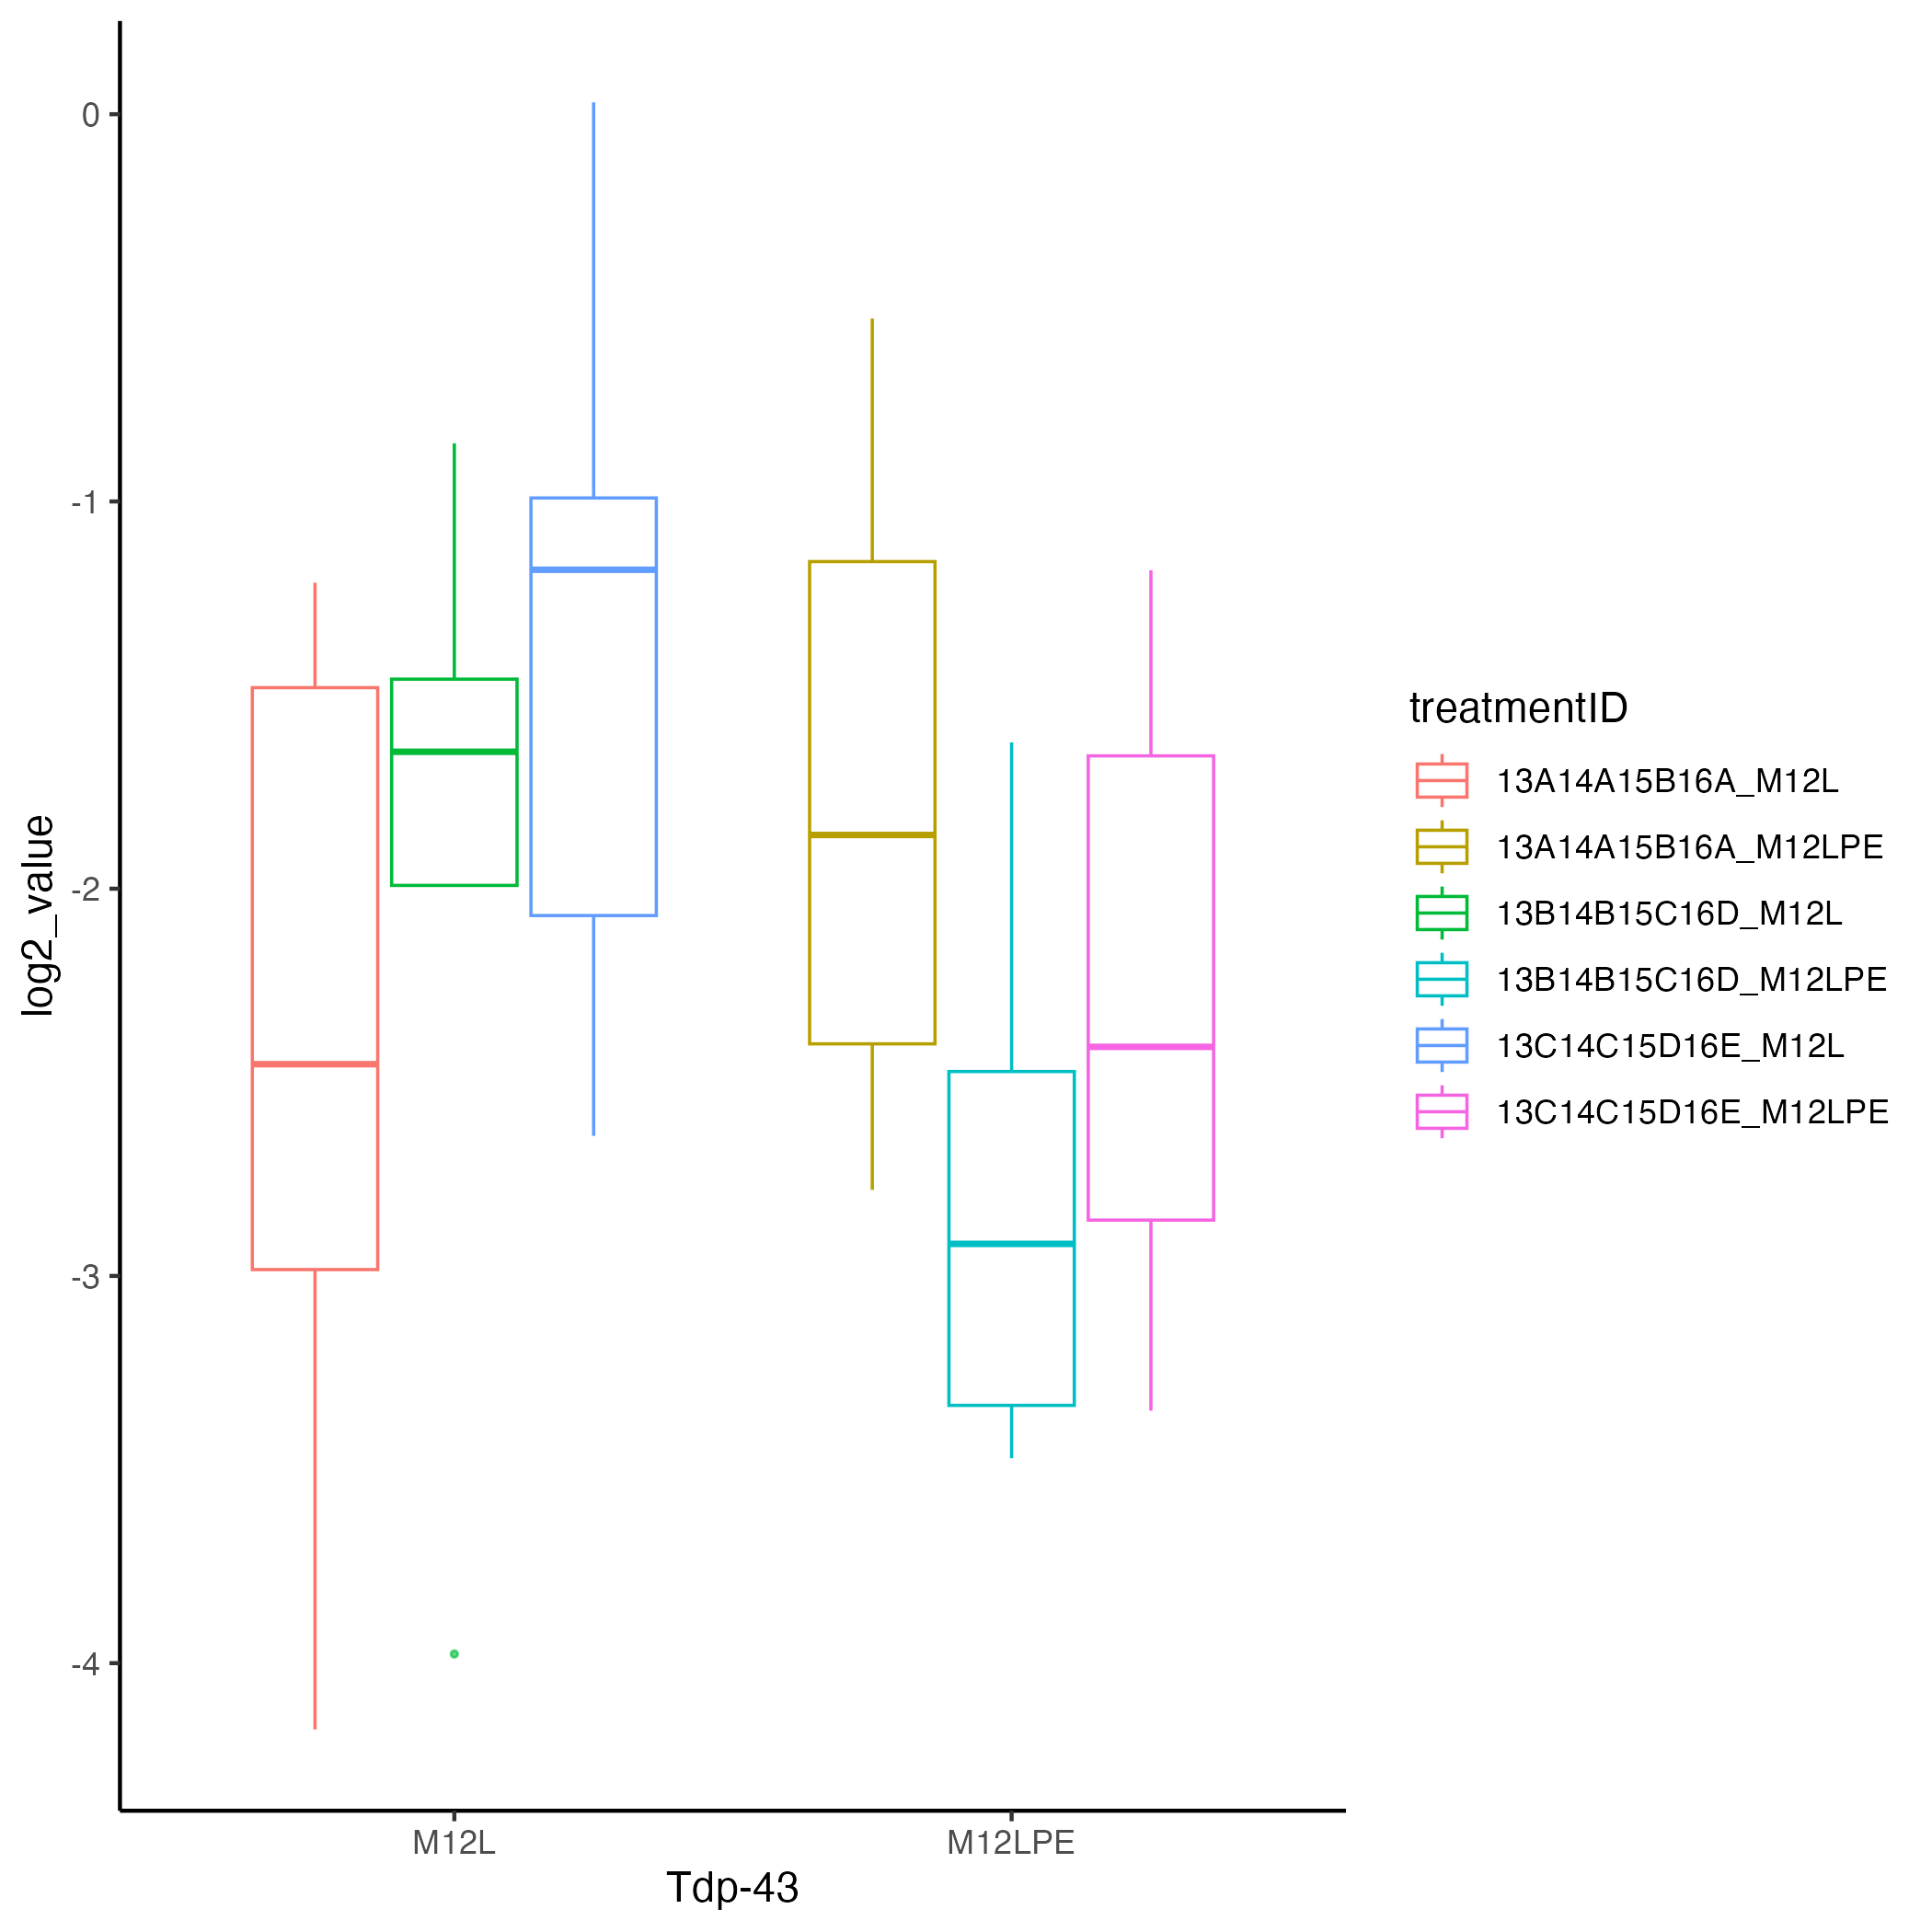 log2_value
0
-1
-2
-3
-4
M12L
M12LPE
Tdp-43
treatmentID
13A14A15B16A_M12L
13A14A15B16A_M12LPE
13B14B15C16D_M12L
13B14B15C16D_M12LPE
13C14C15D16E_M12L
13C14C15D16E_M12LPE